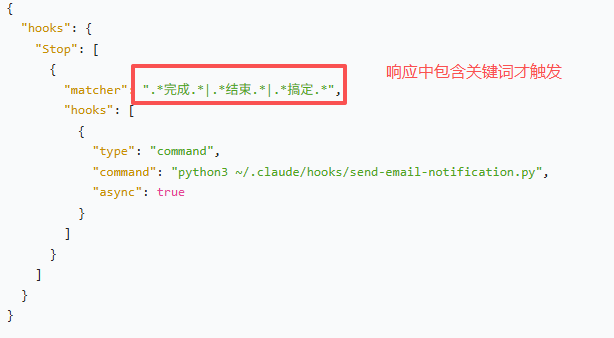 {
"hooks": {
"Stop": [
{
"matcher": ".*完成.*|.*结束.*|.*搞定.*",
响应中包含关键词才触发
"hooks": [
{
"type": "command",
"command": "python3 ~/.claude/hooks/send-email-notification.py",
"async": true
}
]
}
]
}
}